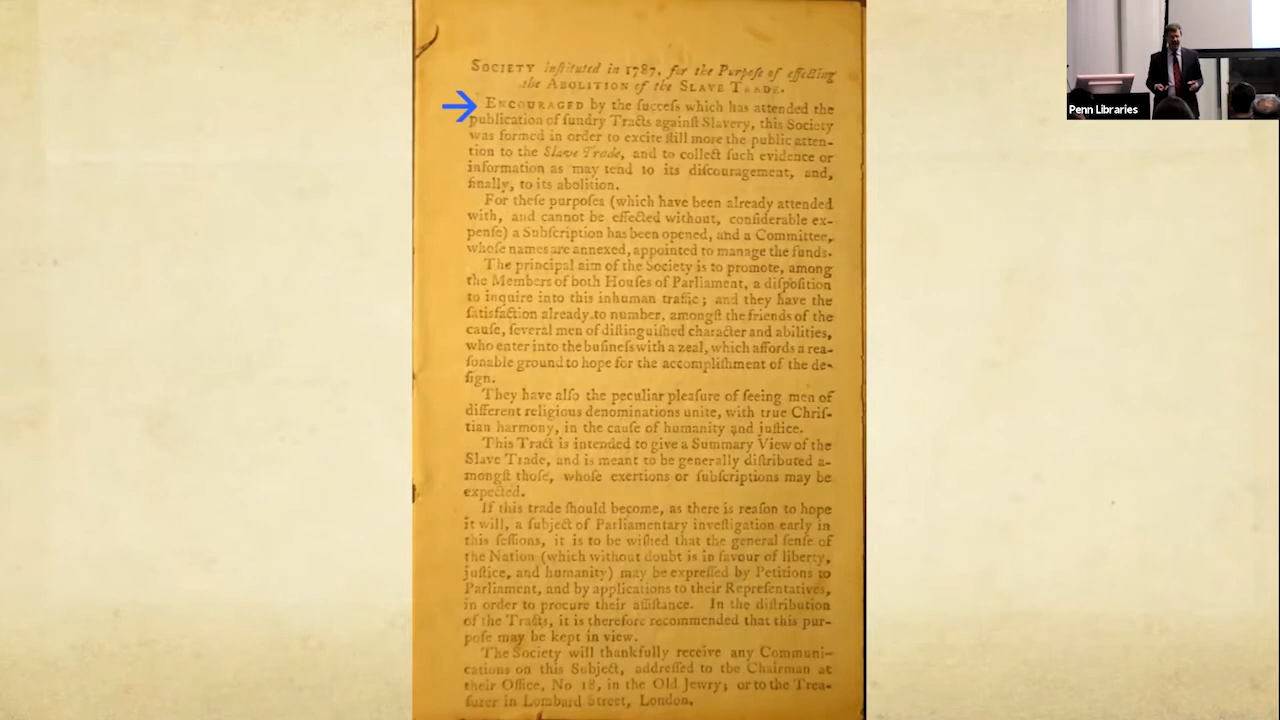 SOCIETY inſtituted in 1787, for the Purpoſe of effecting
the ABOLITION of the SLAVE TRADE.
ENCOURAGED by the ſucceſs which has attended the
publication of ſundry Tracts againſt Slavery, this Society
was formed in order to excite ſtill more the public atten-
tion to the Slave Trade, and to collect ſuch evidence or
information as may tend to its diſcouragement, and,
finally, to its abolition.
For theſe purpoſes (which have been already attended
with, and cannot be effected without, conſiderable ex-
penſe) a Subſcription has been opened, and a Committee,
whoſe names are annexed, appointed to manage the funds.
The principal aim of the Society is to promote, among
the Members of both Houſes of Parliament, a diſpoſition
to inquire into this inhuman traffic; and they have the
ſatisfaction already to number, amongſt the friends of the
cauſe, ſeveral men of diſtinguiſhed character and abilities,
who enter into the buſineſs with a zeal, which affords a rea-
ſonable ground to hope for the accompliſhment of the de-
ſign.
They have alſo the peculiar pleaſure of ſeeing men of
different religious denominations unite, with true Chriſ-
tian harmony, in the cauſe of humanity and juſtice.
This Tract is intended to give a Summary View of the
Slave Trade, and is meant to be generally diſtributed a-
mongſt thoſe, whoſe exertions or ſubſcriptions may be
expected.
If this trade ſhould become, as there is reaſon to hope
it will, a ſubject of Parliamentary inveſtigation early in
this ſeſſions, it is to be wiſhed that the general ſenſe of
the Nation (which without doubt is in favour of liberty,
juſtice, and humanity) may be expreſſed by Petitions to
Parliament, and by applications to their Repreſentatives,
in order to procure their aſſiſtance. In the diſtribution
of the Tracts, it is therefore recommended that this pur-
poſe may be kept in view.
The Society will thankfully receive any Communi-
cations on this Subject, addreſſed to the Chairman at
their Office, No 18, in the Old Jewry; or to the Trea-
ſurer in Lombard Street, London.
Penn Libraries